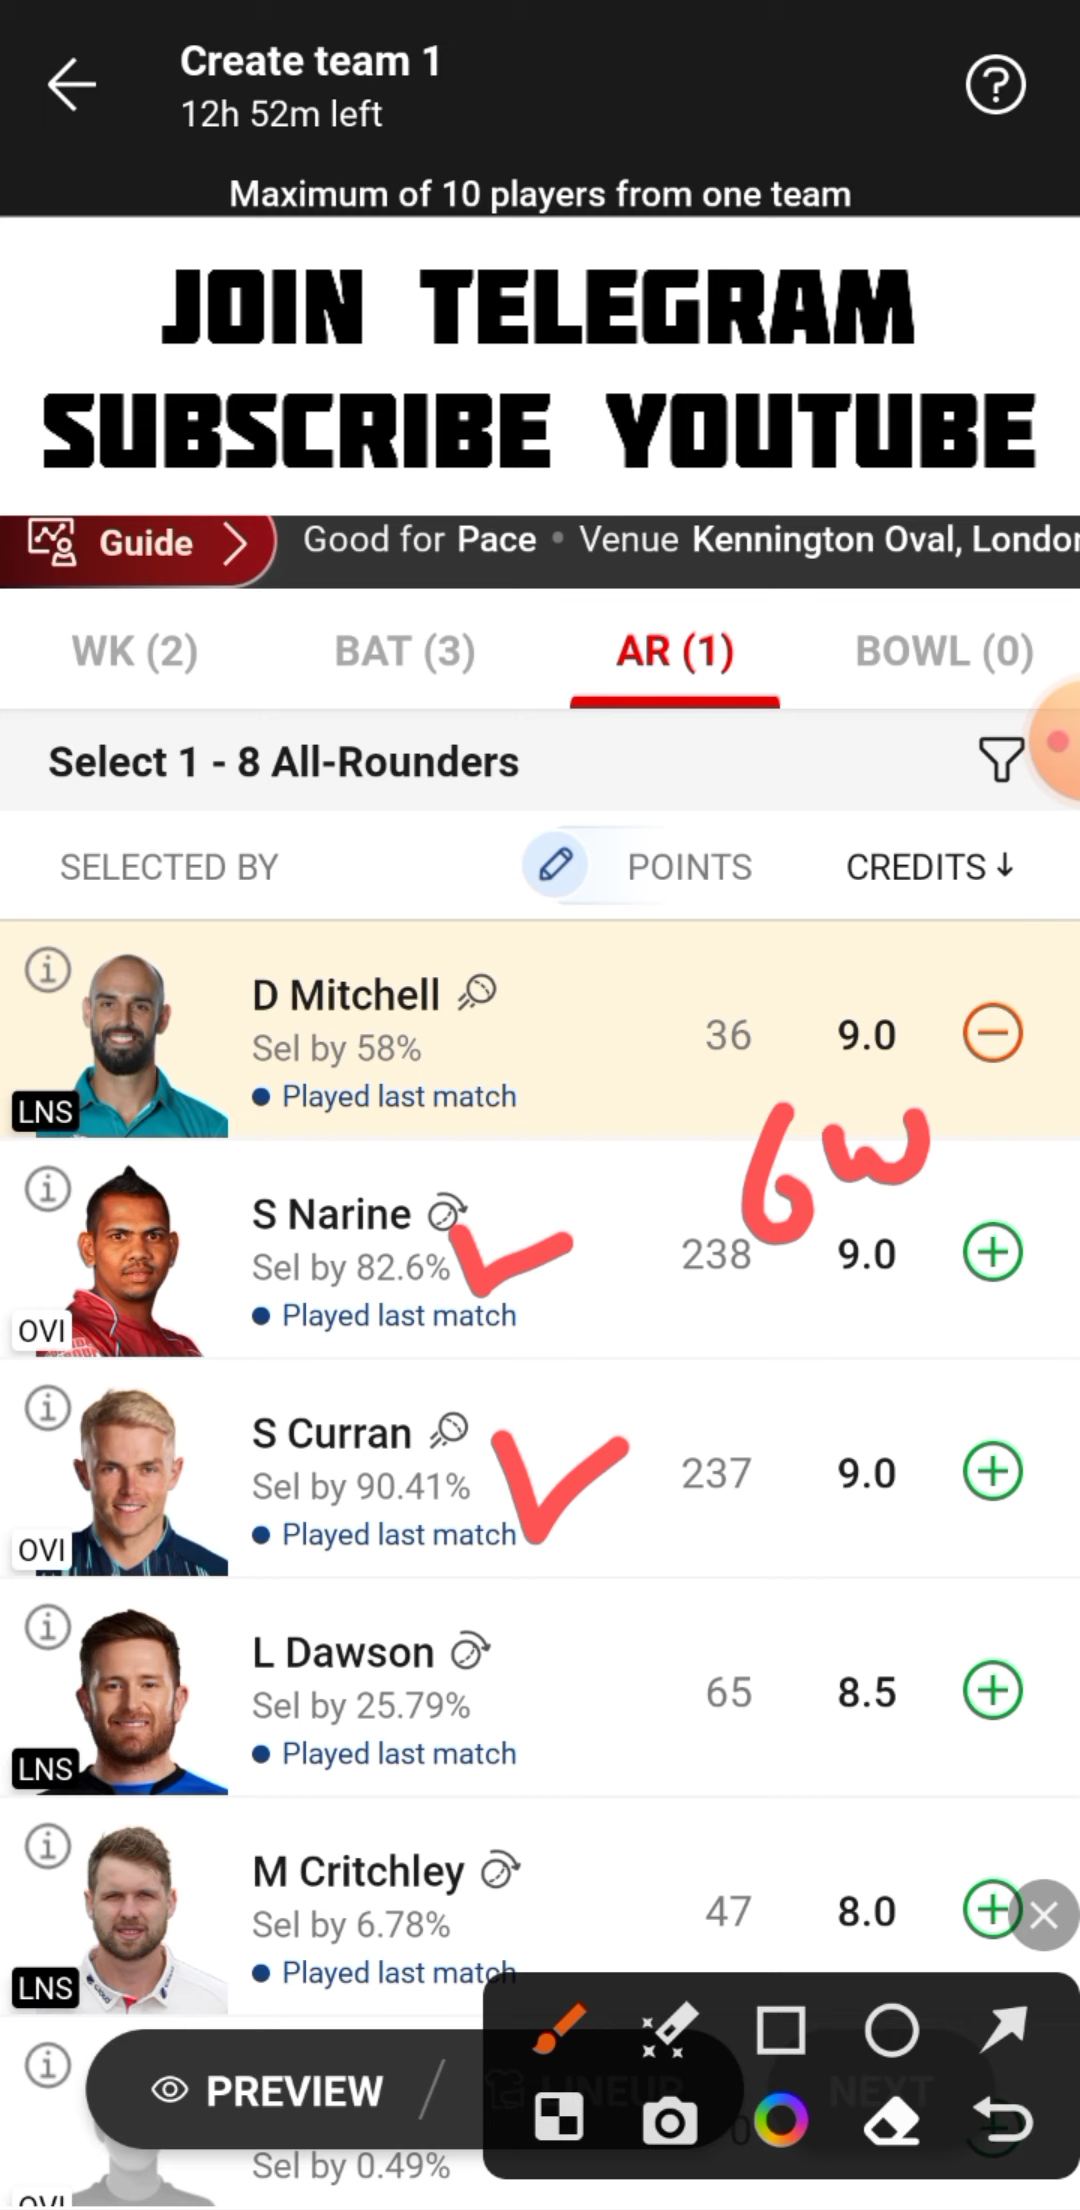 Create team 1
12h 52m left
Maximum of 10 players from one team
JOIN TELEGRAM
SUBSCRIBE YOUTUBE
Guide Good for Pace • Venue Kennington Oval, London
WK (2) BAT (3) AR (1) BOWL (0)
Select 1 - 8 All-Rounders
SELECTED BY POINTS CREDITS ↓
D Mitchell
Sel by 58% 36 9.0
• Played last match
LNS
6w
S Narine
Sel by 82.6% 238 9.0
• Played last match
OVI
S Curran
Sel by 90.41% 237 9.0
• Played last match
OVI
L Dawson
Sel by 25.79% 65 8.5
• Played last match
LNS
M Critchley
Sel by 6.78% 47 8.0
• Played last match
LNS
PREVIEW / LINEUP NEXT
Sel by 0.49%
OVI